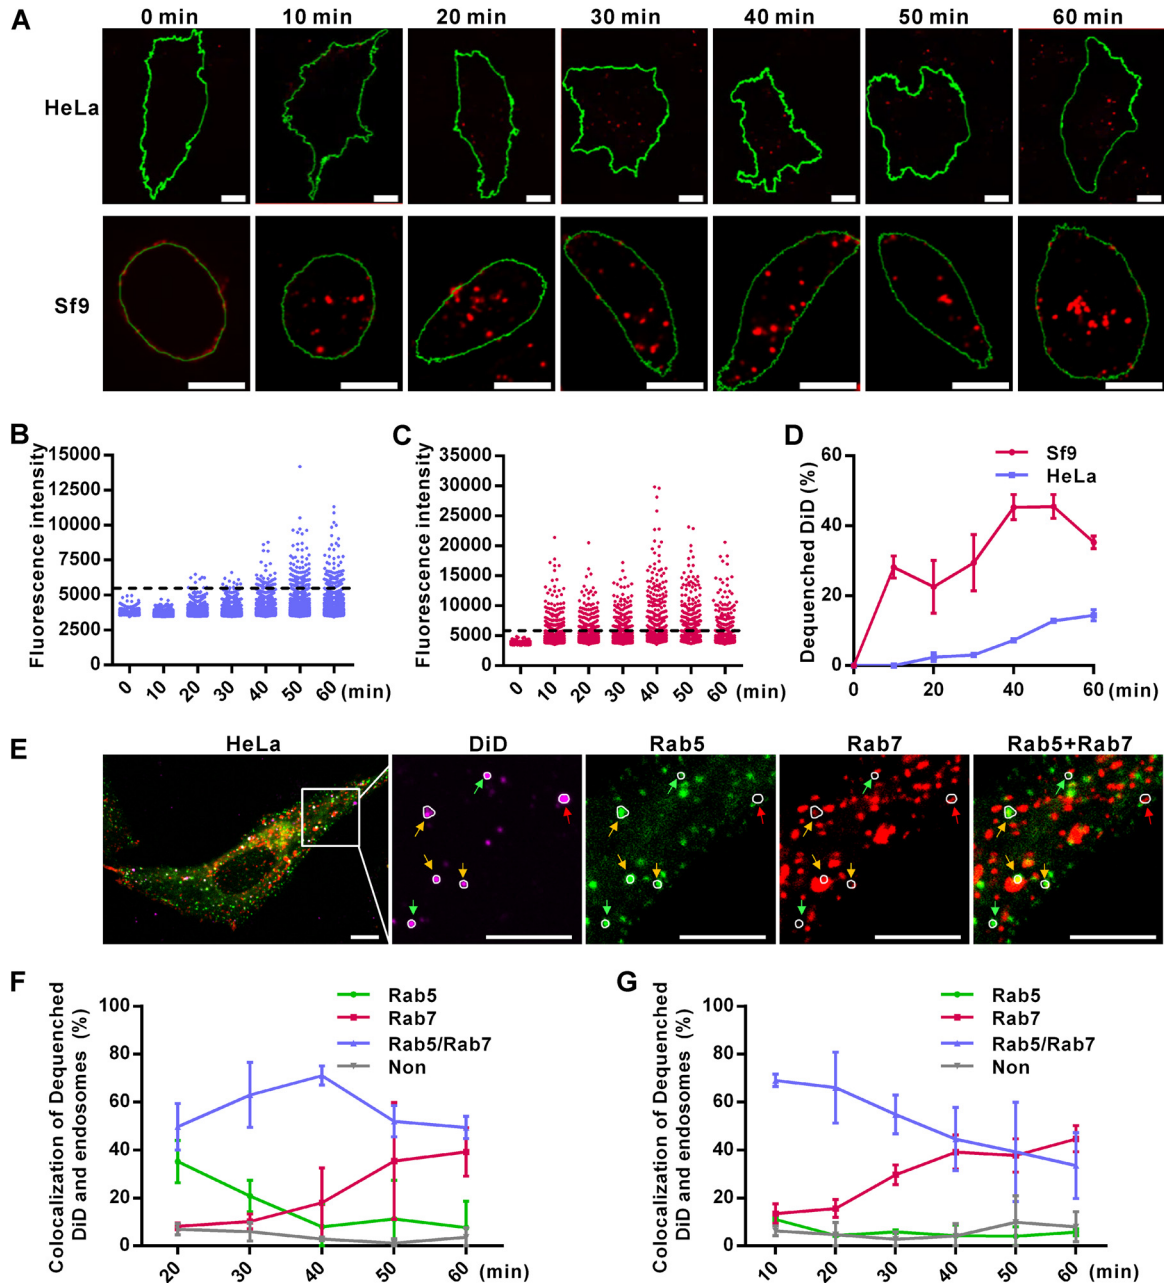 A
0 min 10 min 20 min 30 min 40 min 50 min 60 min
HeLa
Sf9
B
Fluorescence intensity
15000
12500
10000
7500
5000
2500
0
0 10 20 30 40 50 60 (min)
C
Fluorescence intensity
35000
30000
25000
20000
15000
10000
5000
0
0 10 20 30 40 50 60 (min)
D
Dequenched DiD (%)
60
40
20
0
Sf9
HeLa
0 20 40 60 (min)
E
HeLa DiD Rab5 Rab7 Rab5+Rab7
F
Colocalization of Dequenched
DiD and endosomes (%)
100
80
60
40
20
0
Rab5
Rab7
Rab5/Rab7
Non
20 30 40 50 60 (min)
G
Colocalization of Dequenched
DiD and endosomes (%)
100
80
60
40
20
0
Rab5
Rab7
Rab5/Rab7
Non
10 20 30 40 50 60 (min)